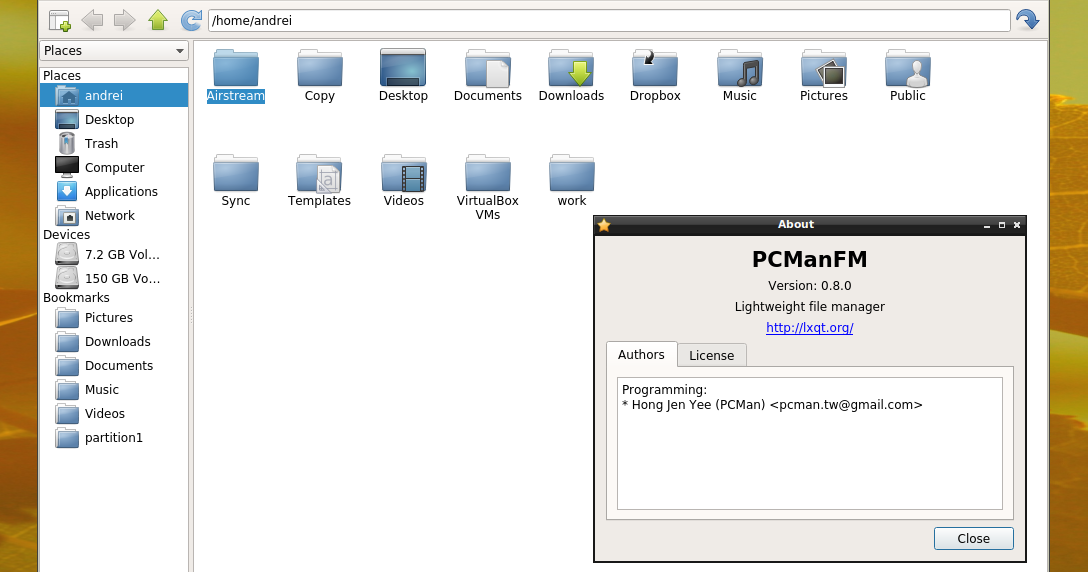 /home/andrei
Places
Places
andrei
Desktop
Trash
Computer
Applications
Network
Devices
7.2 GB Vol...
150 GB Vo...
Bookmarks
Pictures
Downloads
Documents
Music
Videos
partition1
Airstream
Copy
Desktop
Documents
Downloads
Dropbox
Music
Pictures
Public
Sync
Templates
Videos
VirtualBox
VMs
work
About
PCManFM
Version: 0.8.0
Lightweight file manager
http://lxqt.org/
Authors
License
Programming:
* Hong Jen Yee (PCMan) <pcman.tw@gmail.com>
Close